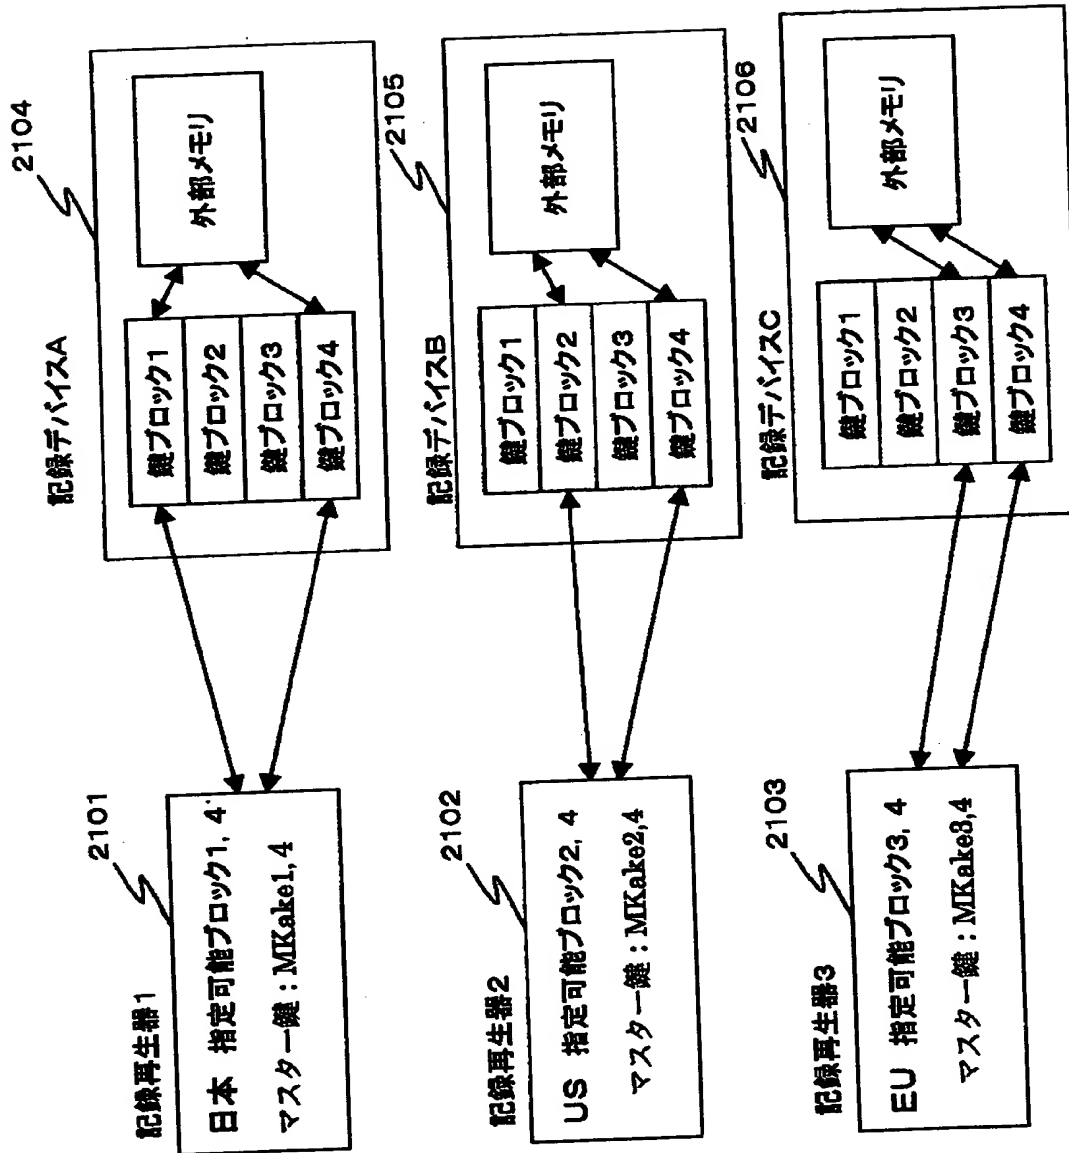 記録再生器1
2101
日本 指定可能ブロック1, 4
マスター鍵:MKake1,4
記録デバイスA
2104
鍵ブロック1
鍵ブロック2
鍵ブロック3
鍵ブロック4
外部メモリ
記録再生器2
2102
US 指定可能ブロック2, 4
マスター鍵:MKake2,4
記録デバイスB
2105
鍵ブロック1
鍵ブロック2
鍵ブロック3
鍵ブロック4
外部メモリ
記録再生器3
2103
EU 指定可能ブロック3, 4
マスター鍵:MKake3,4
記録デバイスC
2106
鍵ブロック1
鍵ブロック2
鍵ブロック3
鍵ブロック4
外部メモリ